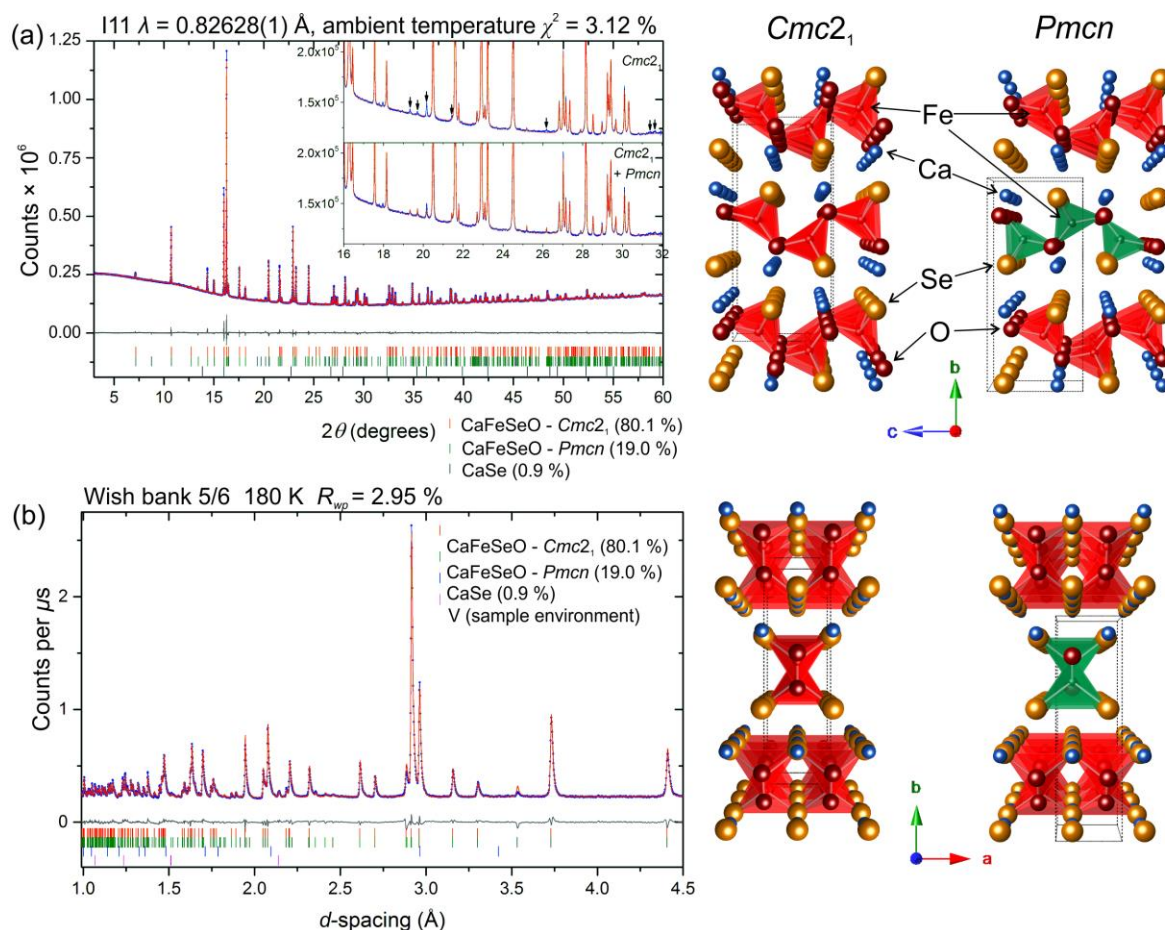 (a) I11 λ = 0.82628(1) Å, ambient temperature χ² = 3.12 %
1.25
1.00
0.75
0.50
0.25
0.00
Counts × 10⁶
5 10 15 20 25 30 35 40 45 50 55 60
2θ (degrees)
2.0x10⁵
1.5x10⁵
Cmc2₁
2.0x10⁵
1.5x10⁵
Cmc2₁
+ Pmcn
16 18 20 22 24 26 28 30 32
CaFeSeO - Cmc2₁ (80.1 %)
CaFeSeO - Pmcn (19.0 %)
CaSe (0.9 %)
Cmc2₁ Pmcn
Fe
Ca
Se
O
b
c
(b) Wish bank 5/6 180 K Rwp = 2.95 %
CaFeSeO - Cmc2₁ (80.1 %)
CaFeSeO - Pmcn (19.0 %)
CaSe (0.9 %)
V (sample environment)
2
1
0
Counts per μs
1.0 1.5 2.0 2.5 3.0 3.5 4.0 4.5
d-spacing (Å)
b
a